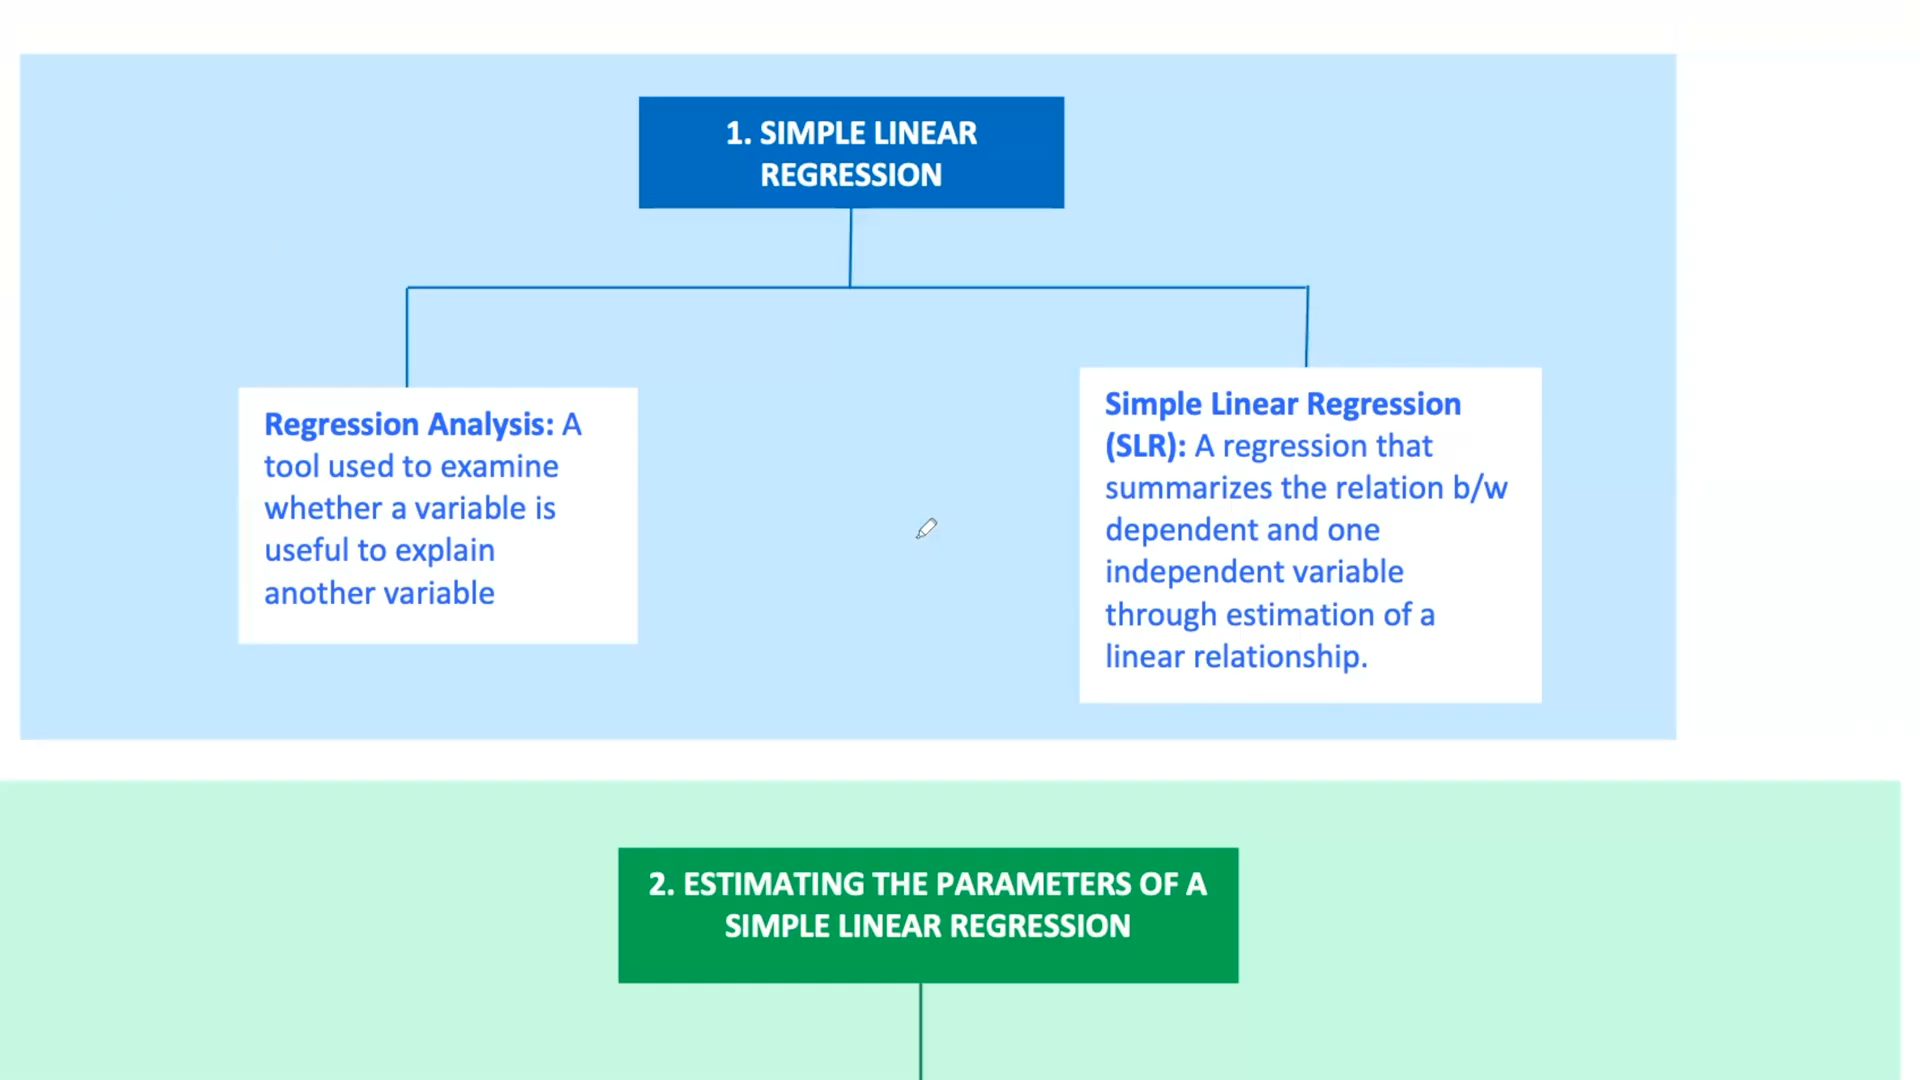 1. SIMPLE LINEAR
REGRESSION
Regression Analysis: A
tool used to examine
whether a variable is
useful to explain
another variable
Simple Linear Regression
(SLR): A regression that
summarizes the relation b/w
dependent and one
independent variable
through estimation of a
linear relationship.
2. ESTIMATING THE PARAMETERS OF A
SIMPLE LINEAR REGRESSION